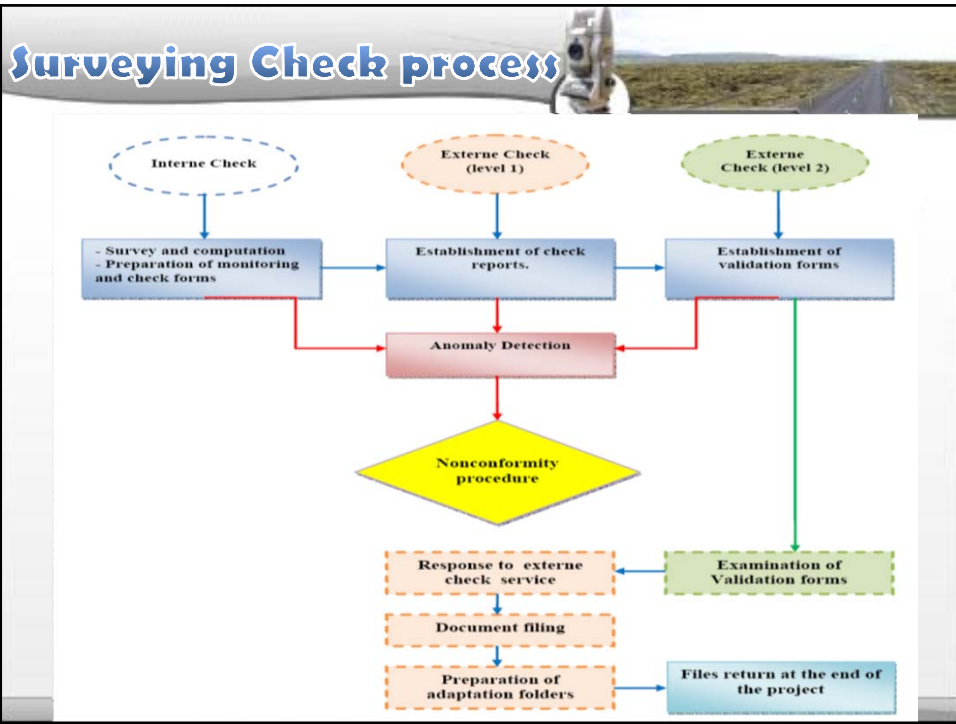 Surveying Check process
Interne Check
Externe Check
(level 1)
Externe
Check (level 2)
- Survey and computation
- Preparation of monitoring
and check forms
Establishment of check
reports.
Establishment of
validation forms
Anomaly Detection
Nonconformity
procedure
Response to externe
check service
Examination of
Validation forms
Document filing
Preparation of
adaptation folders
Files return at the end of
the project